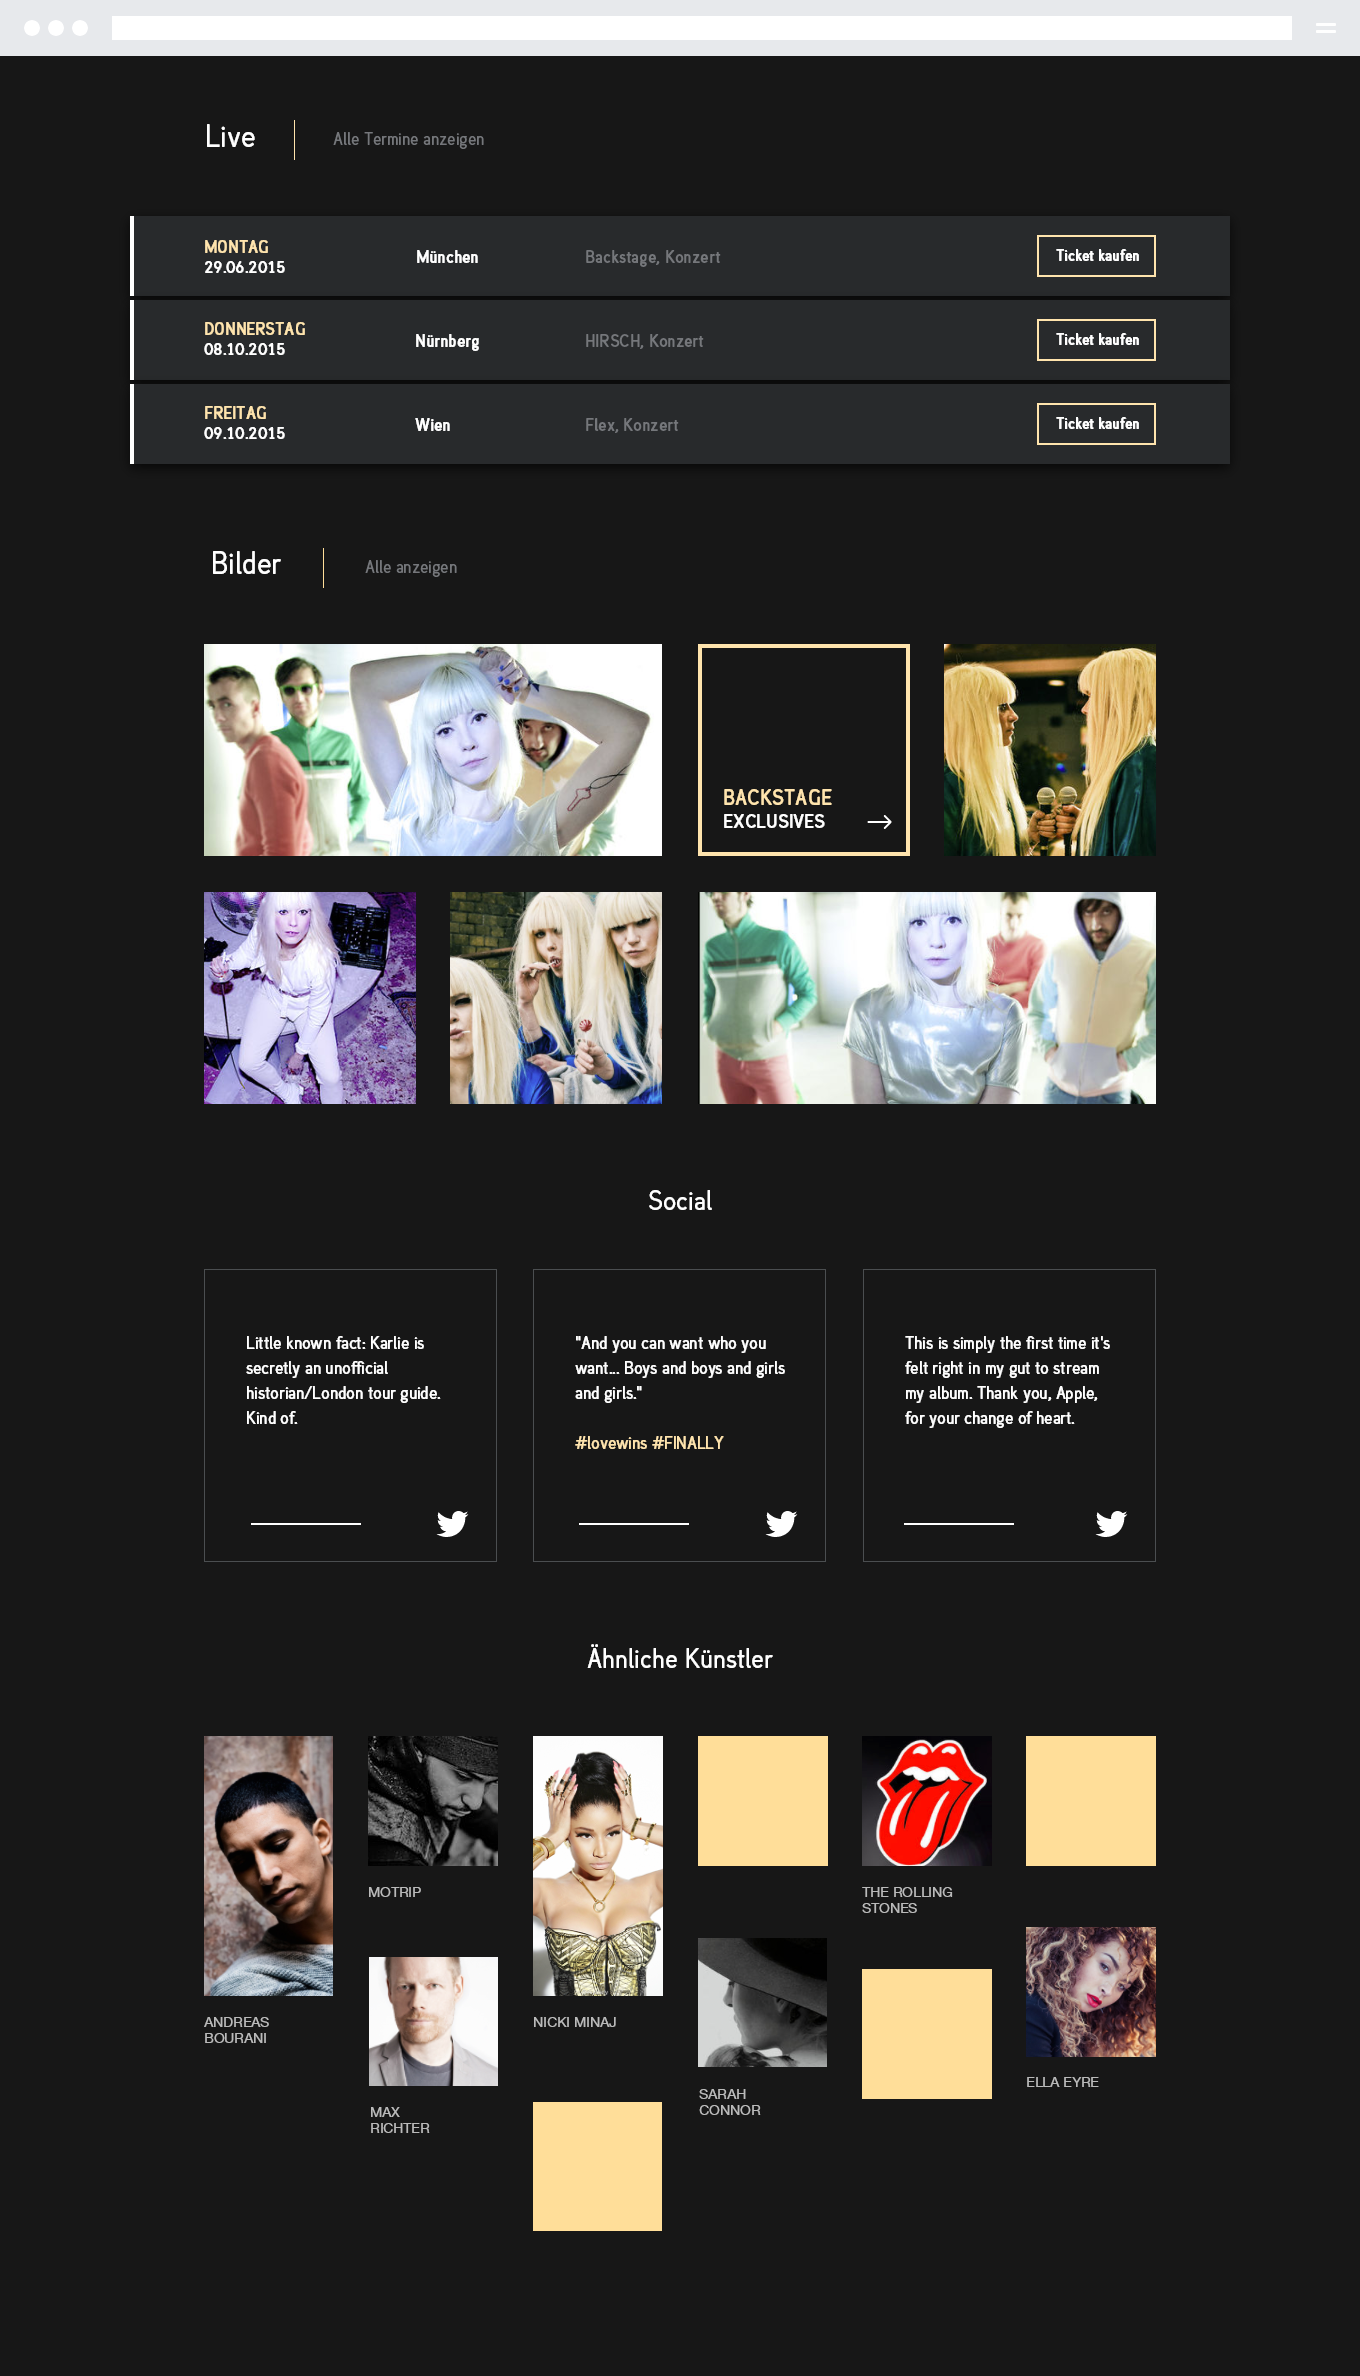 Live
Alle Termine anzeigen
MONTAG
29.06.2015
München
Backstage, Konzert
Ticket kaufen
DONNERSTAG
08.10.2015
Nürnberg
HIRSCH, Konzert
Ticket kaufen
FREITAG
09.10.2015
Wien
Flex, Konzert
Ticket kaufen
Bilder
Alle anzeigen
BACKSTAGE
EXCLUSIVES
Social
Little known fact: Karlie is
secretly an unofficial
historian/London tour guide.
Kind of.
"And you can want who you
want... Boys and boys and girls
and girls."
#lovewins #FINALLY
This is simply the first time it's
felt right in my gut to stream
my album. Thank you, Apple,
for your change of heart.
Ähnliche Künstler
ANDREAS
BOURANI
MOTRIP
MAX
RICHTER
NICKI MINAJ
SARAH
CONNOR
THE ROLLING
STONES
ELLA EYRE